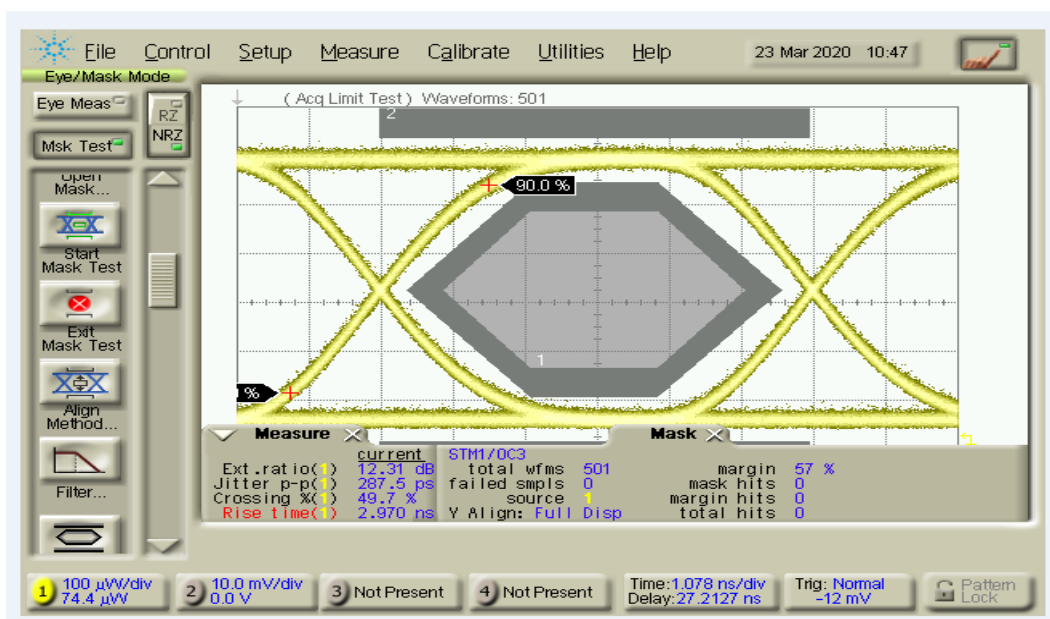 File Control Setup Measure Calibrate Utilities Help 23 Mar 2020 10:47
Eye/Mask Mode
Eye Meas
RZ
NRZ
Msk Test
Open
Mask...
Start
Mask Test
Exit
Mask Test
Align
Method...
Filter...
( Acq Limit Test ) Waveforms: 501
2
90.0 %
1
%
Measure
Mask
current
Ext.ratio(1) 12.31 dB
Jitter p-p(1) 287.5 ps
Crossing %(1) 49.7 %
Rise time(1) 2.970 ns
STM1/OC3
total wfms 501
failed smpls 0
source 1
Y Align: Full Disp
margin 57 %
mask hits 0
margin hits 0
total hits 0
1 100 µW/div
74.4 µW
2 10.0 mV/div
0.0 V
3 Not Present
4 Not Present
Time:1.078 ns/div
Delay:27.2127 ns
Trig: Normal
-12 mV
Pattern
Lock